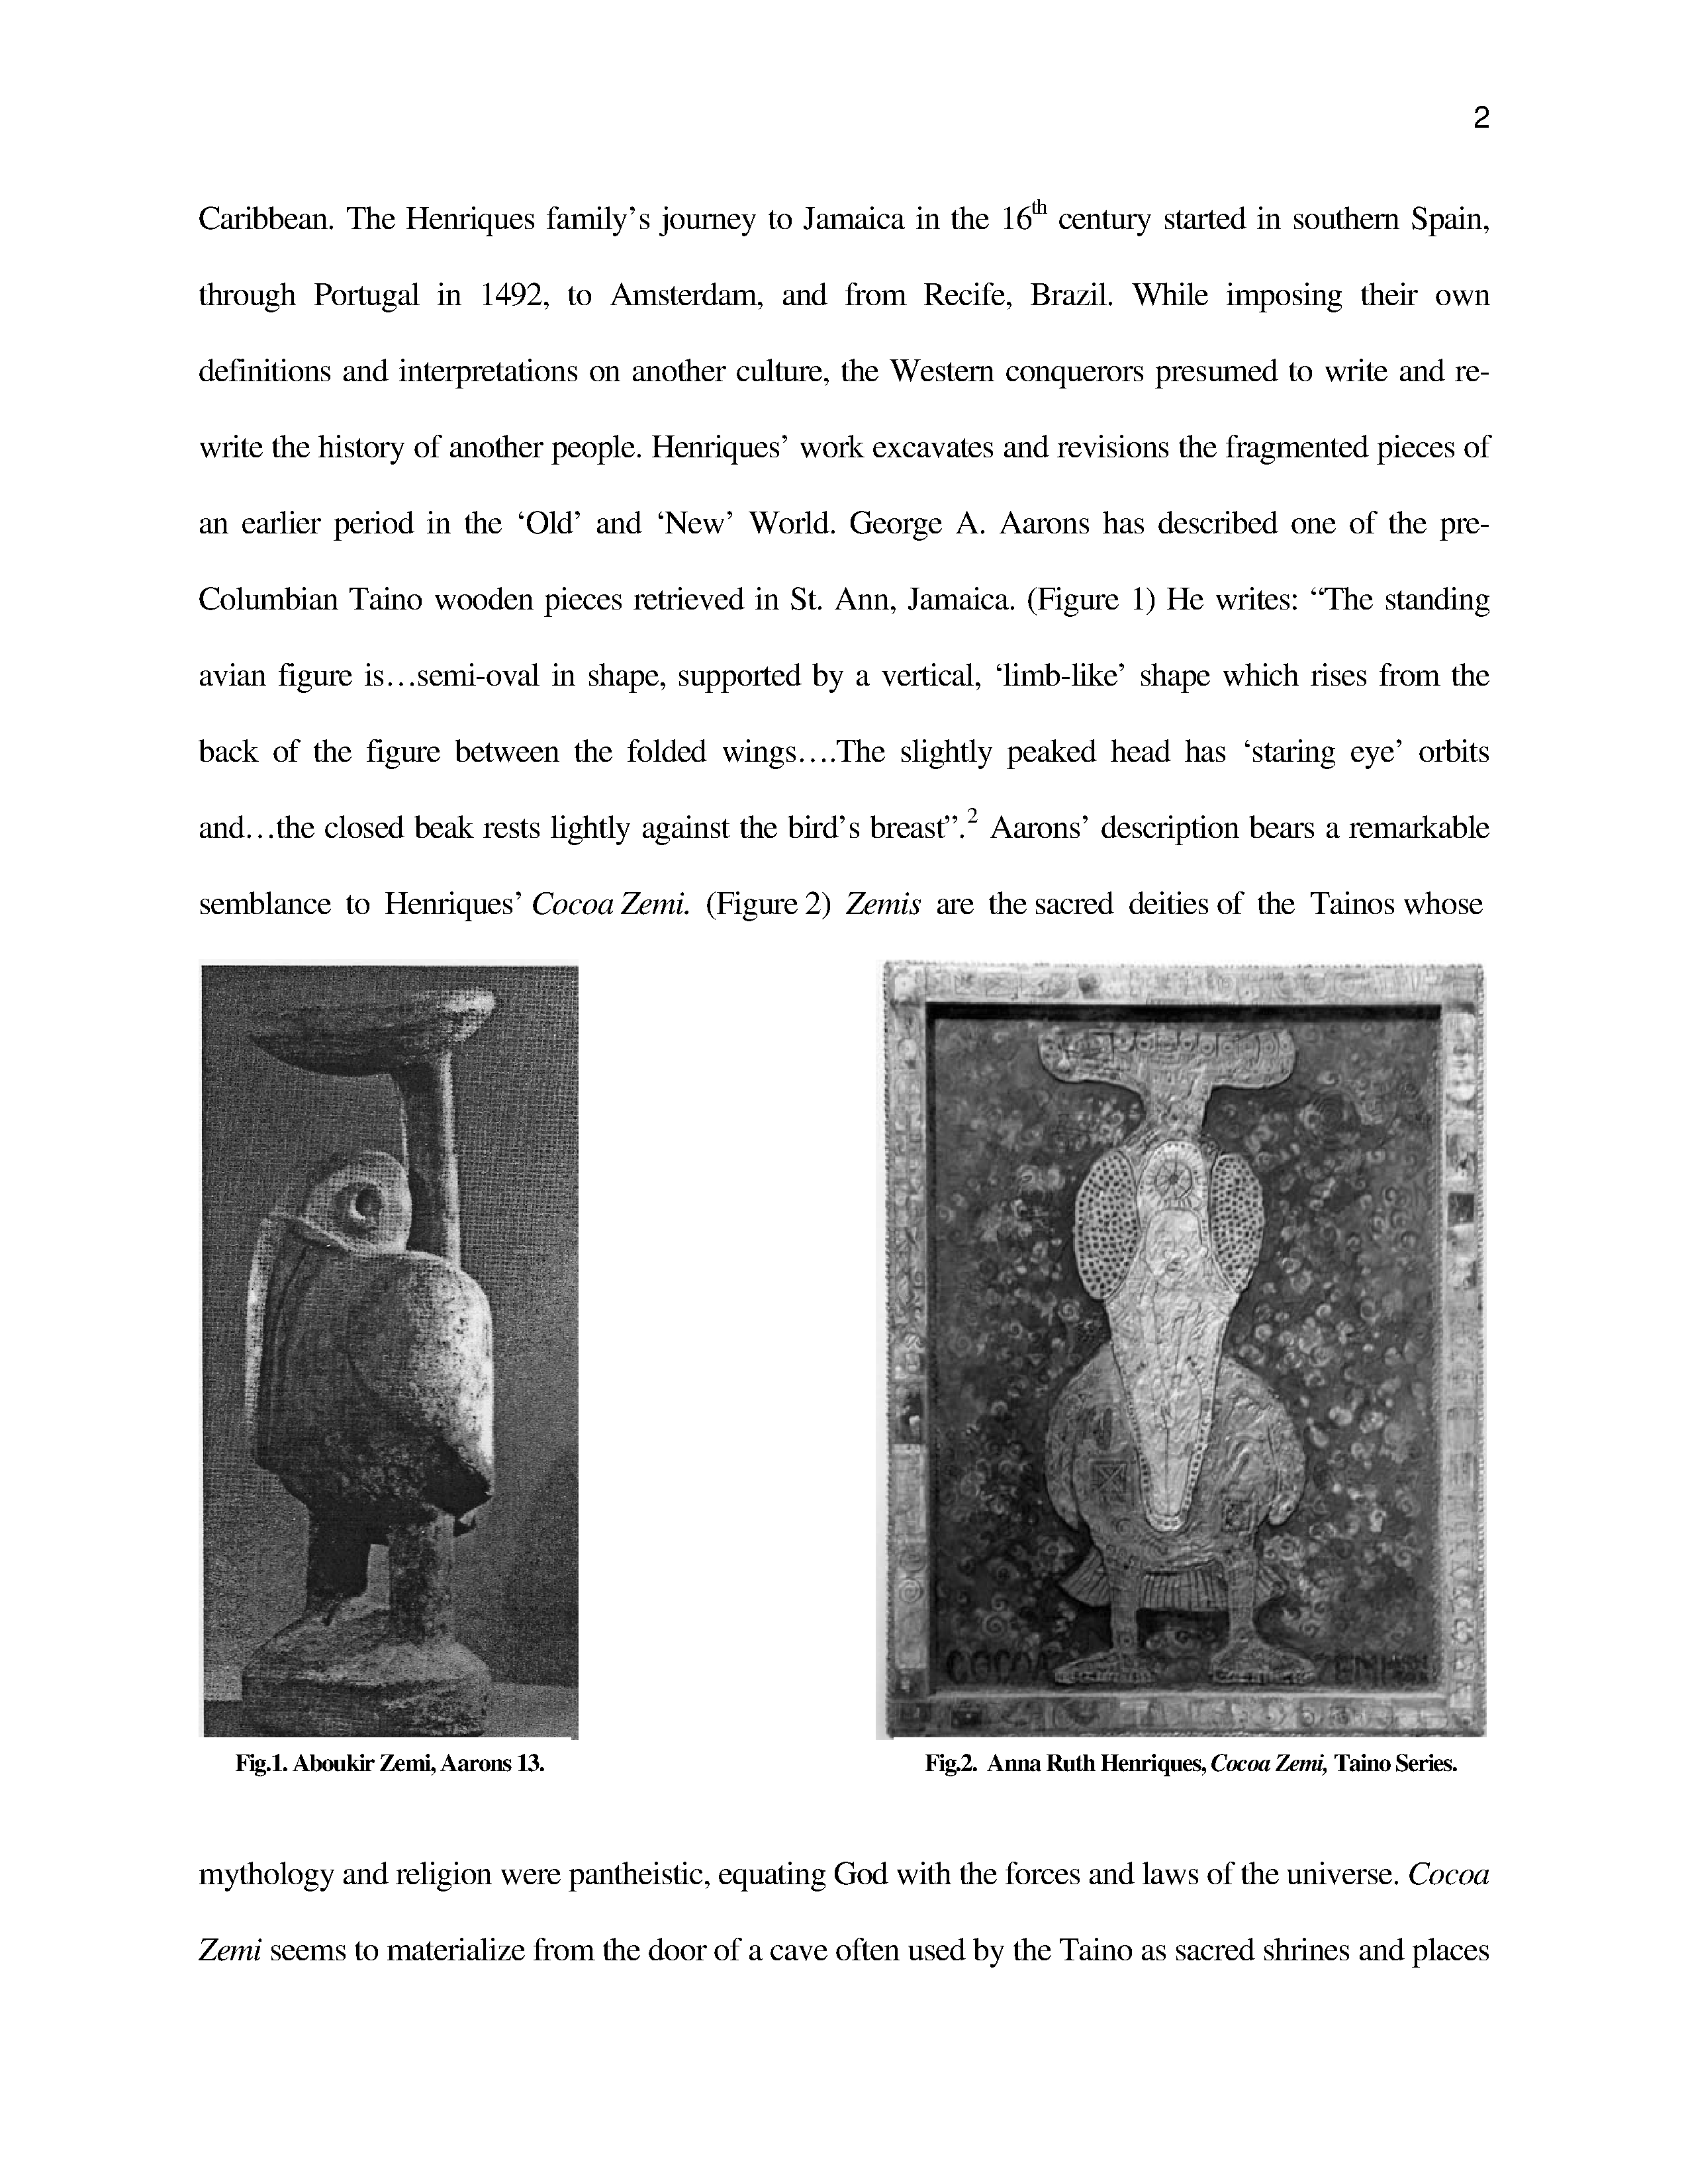 2
Caribbean. The Henriques family’s journey to Jamaica in the 16th century started in southern Spain,
through Portugal in 1492, to Amsterdam, and from Recife, Brazil. While imposing their own
definitions and interpretations on another culture, the Western conquerors presumed to write and re-
write the history of another people. Henriques’ work excavates and revisions the fragmented pieces of
an earlier period in the ‘Old’ and ‘New’ World. George A. Aarons has described one of the pre-
Columbian Taino wooden pieces retrieved in St. Ann, Jamaica. (Figure 1) He writes: “The standing
avian figure is…semi-oval in shape, supported by a vertical, ‘limb-like’ shape which rises from the
back of the figure between the folded wings….The slightly peaked head has ‘staring eye’ orbits
and…the closed beak rests lightly against the bird’s breast”.2 Aarons’ description bears a remarkable
semblance to Henriques’ Cocoa Zemi. (Figure 2) Zemis are the sacred deities of the Tainos whose
COCOA
Fig.1. Aboukir Zemi, Aarons 13.
Fig.2. Anna Ruth Henriques, Cocoa Zemi, Taino Series.
mythology and religion were pantheistic, equating God with the forces and laws of the universe. Cocoa
Zemi seems to materialize from the door of a cave often used by the Taino as sacred shrines and places